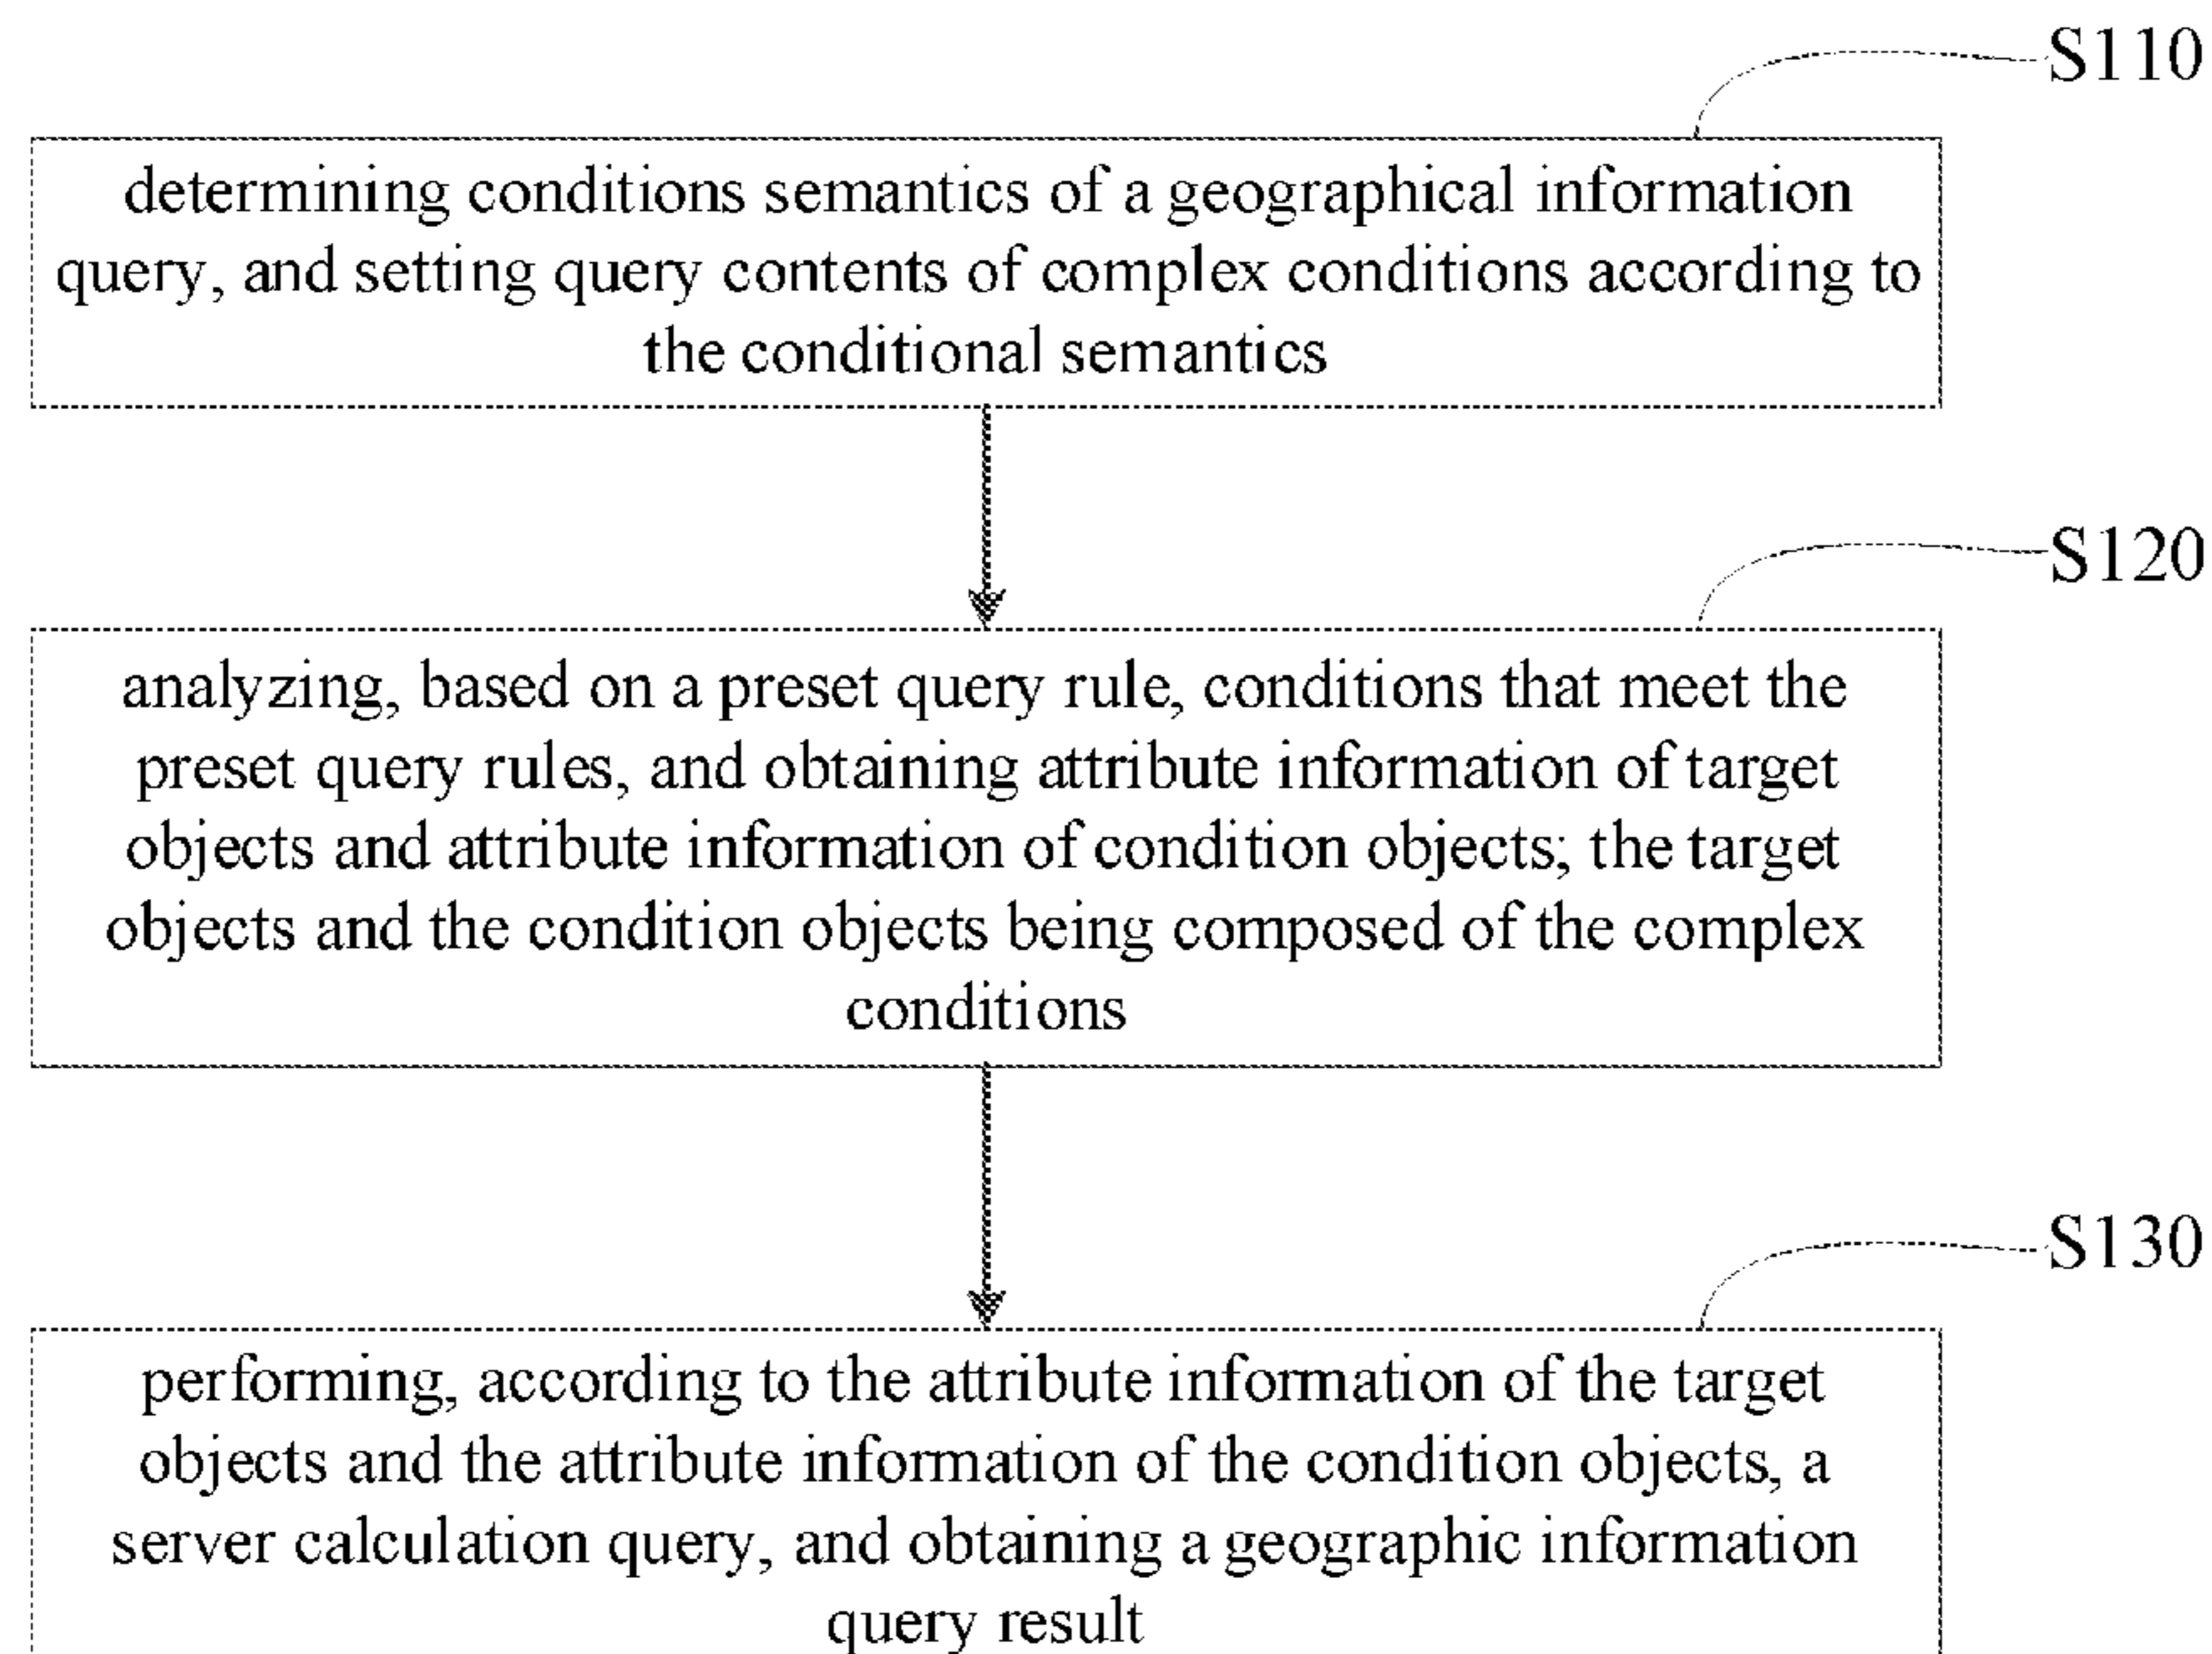 S110
determining conditions semantics of a geographical information
query, and setting query contents of complex conditions according to
the conditional semantics
S120
analyzing, based on a preset query rule, conditions that meet the
preset query rules, and obtaining attribute information of target
objects and attribute information of condition objects; the target
objects and the condition objects being composed of the complex
conditions
S130
performing, according to the attribute information of the target
objects and the attribute information of the condition objects, a
server calculation query, and obtaining a geographic information
query result